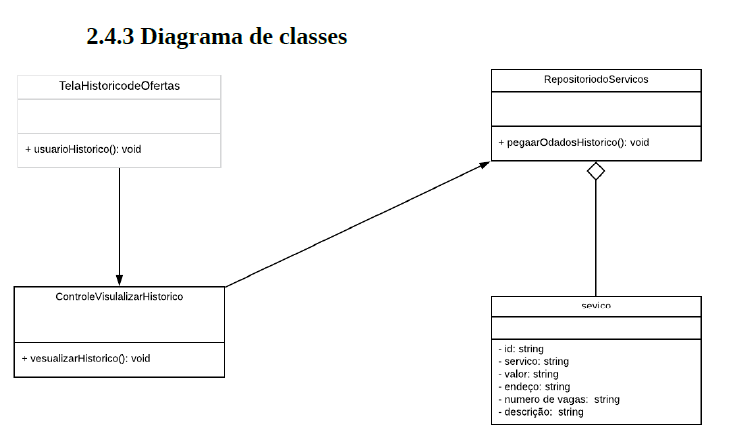 2.4.3 Diagrama de classes
TelaHistoricodeOfertas
+ usuarioHistorico(): void
RepositoriodoServicos
+ pegaarOdadosHistorico(): void
ControleVisulalizarHistorico
+ vesualizarHistorico(): void
sevico
- id: string
- servico: string
- valor: string
- endeço: string
- numero de vagas: string
- descrição: string